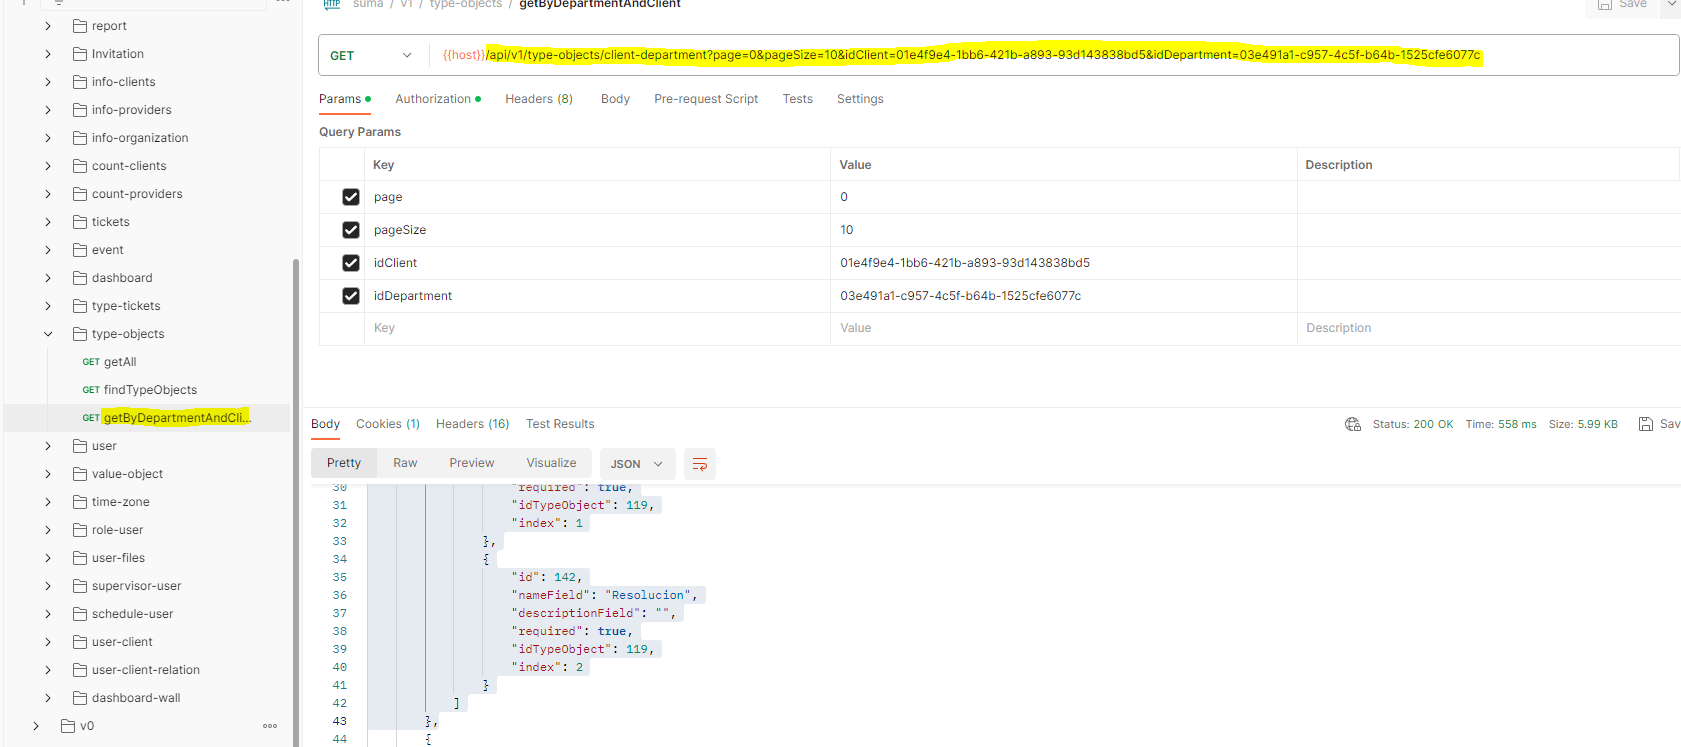 report
Invitation
info-clients
info-providers
info-organization
count-clients
count-providers
tickets
event
dashboard
type-tickets
type-objects
GET getAll
GET findTypeObjects
GET getByDepartmentAndCli...
user
value-object
time-zone
role-user
user-files
supervisor-user
schedule-user
user-client
user-client-relation
dashboard-wall
v0
HTTP suma / v1 / type-objects / getByDepartmentAndClient
Save
GET {{host}}/api/v1/type-objects/client-department?page=0&pageSize=10&idClient=01e4f9e4-1bb6-421b-a893-93d143838bd5&idDepartment=03e491a1-c957-4c5f-b64b-1525cfe6077c
Params Authorization Headers (8) Body Pre-request Script Tests Settings
Query Params
Key Value Description
page 0
pageSize 10
idClient 01e4f9e4-1bb6-421b-a893-93d143838bd5
idDepartment 03e491a1-c957-4c5f-b64b-1525cfe6077c
Key Value Description
Body Cookies (1) Headers (16) Test Results Status: 200 OK Time: 558 ms Size: 5.99 KB Sav
Pretty Raw Preview Visualize JSON
30 "required": true,
31 "idTypeObject": 119,
32 "index": 1
33 },
34 {
35 "id": 142,
36 "nameField": "Resolucion",
37 "descriptionField": "",
38 "required": true,
39 "idTypeObject": 119,
40 "index": 2
41 }
42 ]
43 },
44 {